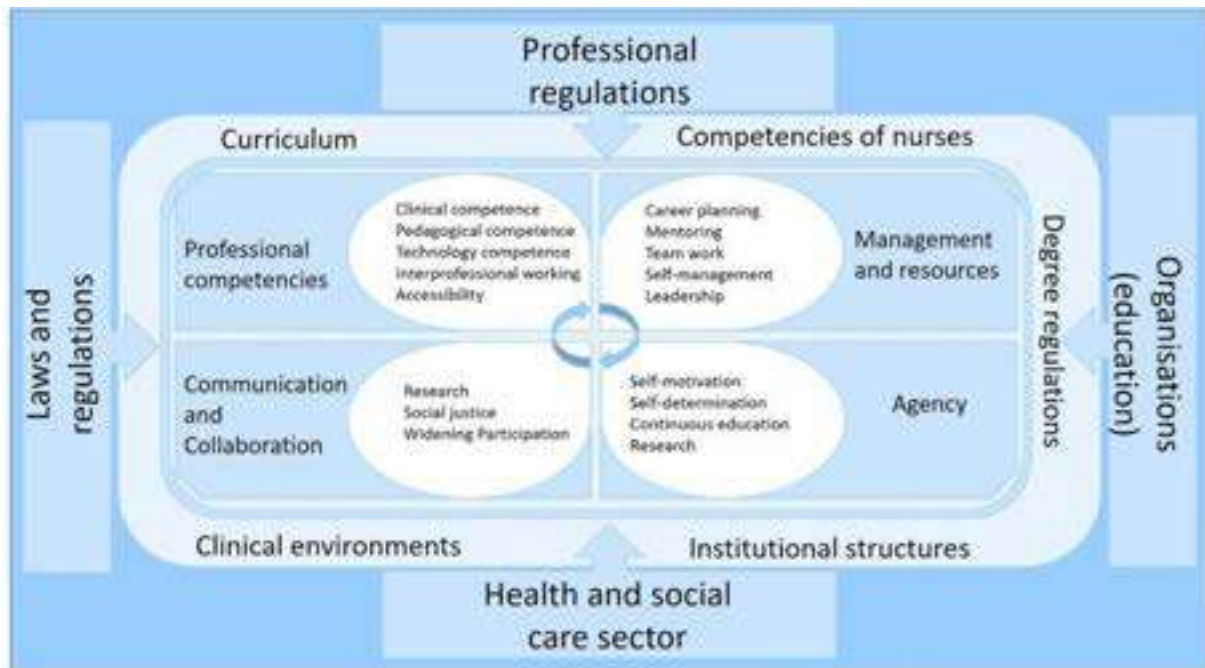 Professional
regulations
Curriculum
Competencies of nurses
Laws and
regulations
Professional
competencies
Clinical competence
Pedagogical competence
Technology competence
Interprofessional working
Accessibility
Career planning
Mentoring
Team work
Self-management
Leadership
Management
and resources
Communication
and
Collaboration
Research
Social justice
Widening Participation
Self-motivation
Self-determination
Continuous education
Research
Agency
Degree regulations
Organisations
(education)
Clinical environments
Institutional structures
Health and social
care sector